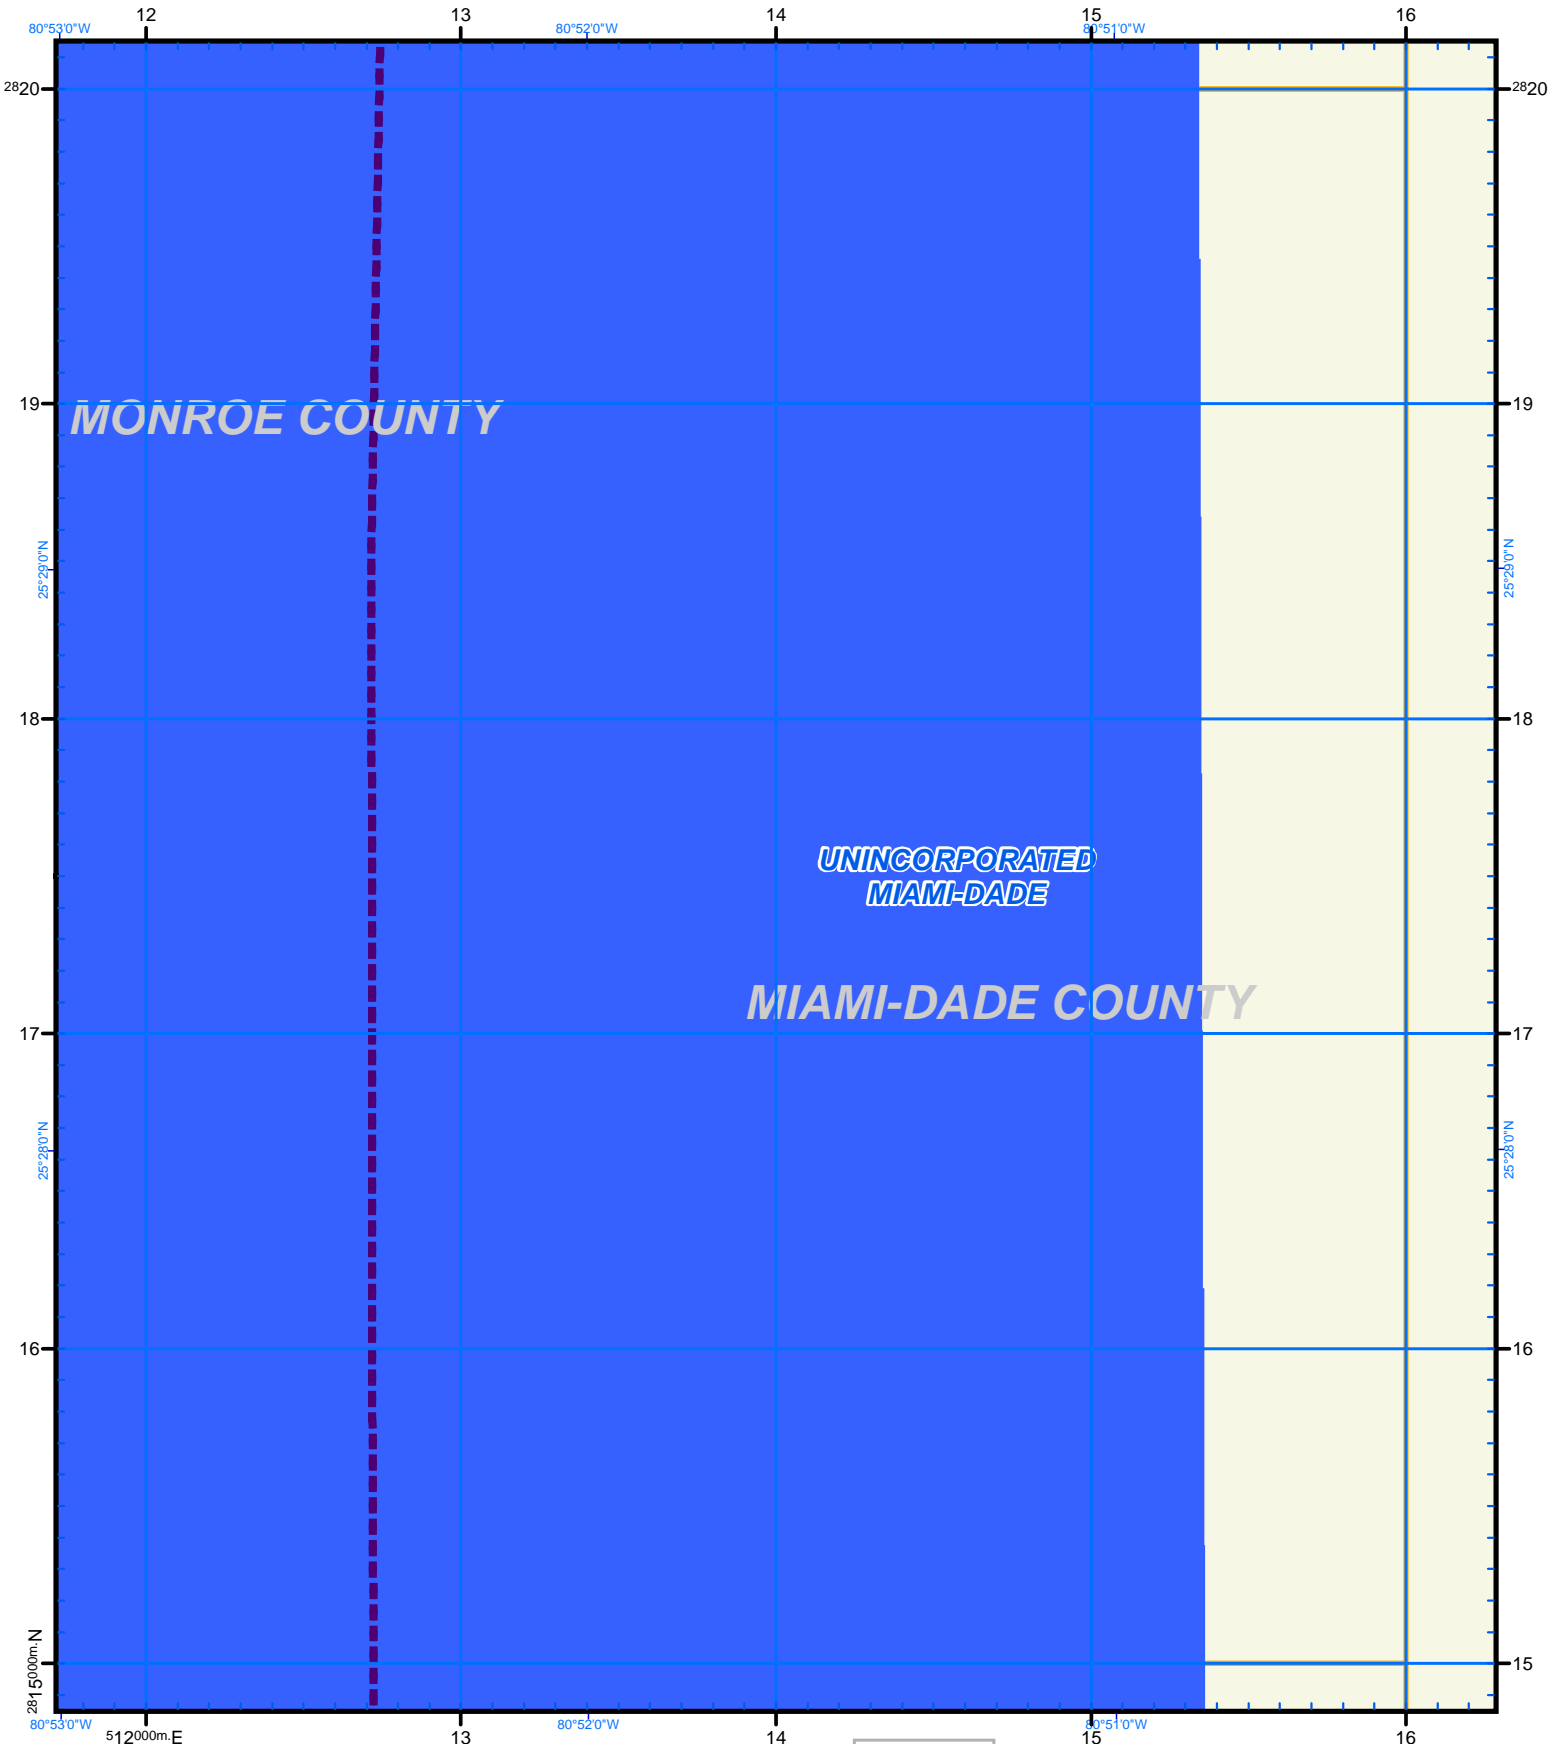 12 13 14 15 16
80°53'0"W 80°52'0"W 80°51'0"W
2820 2820
19 19
MONROE COUNTY
25°29'0"N 25°29'0"N
18 18
UNINCORPORATED
MIAMI-DADE
MIAMI-DADE COUNTY
17 17
25°28'0"N 25°28'0"N
16 16
2815000m.N 15
80°53'0"W 80°52'0"W 80°51'0"W
512000m.E 13 14 15 16